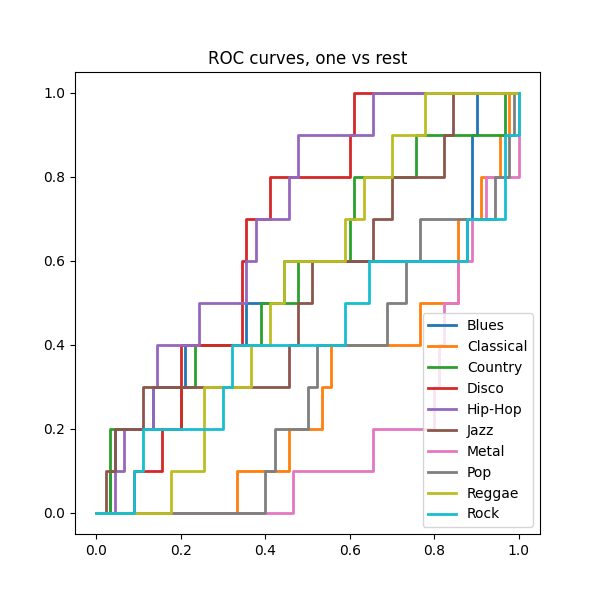 ROC curves, one vs rest
1.0
0.8
0.6
0.4
0.2
0.0
0.0 0.2 0.4 0.6 0.8 1.0
Blues
Classical
Country
Disco
Hip-Hop
Jazz
Metal
Pop
Reggae
Rock